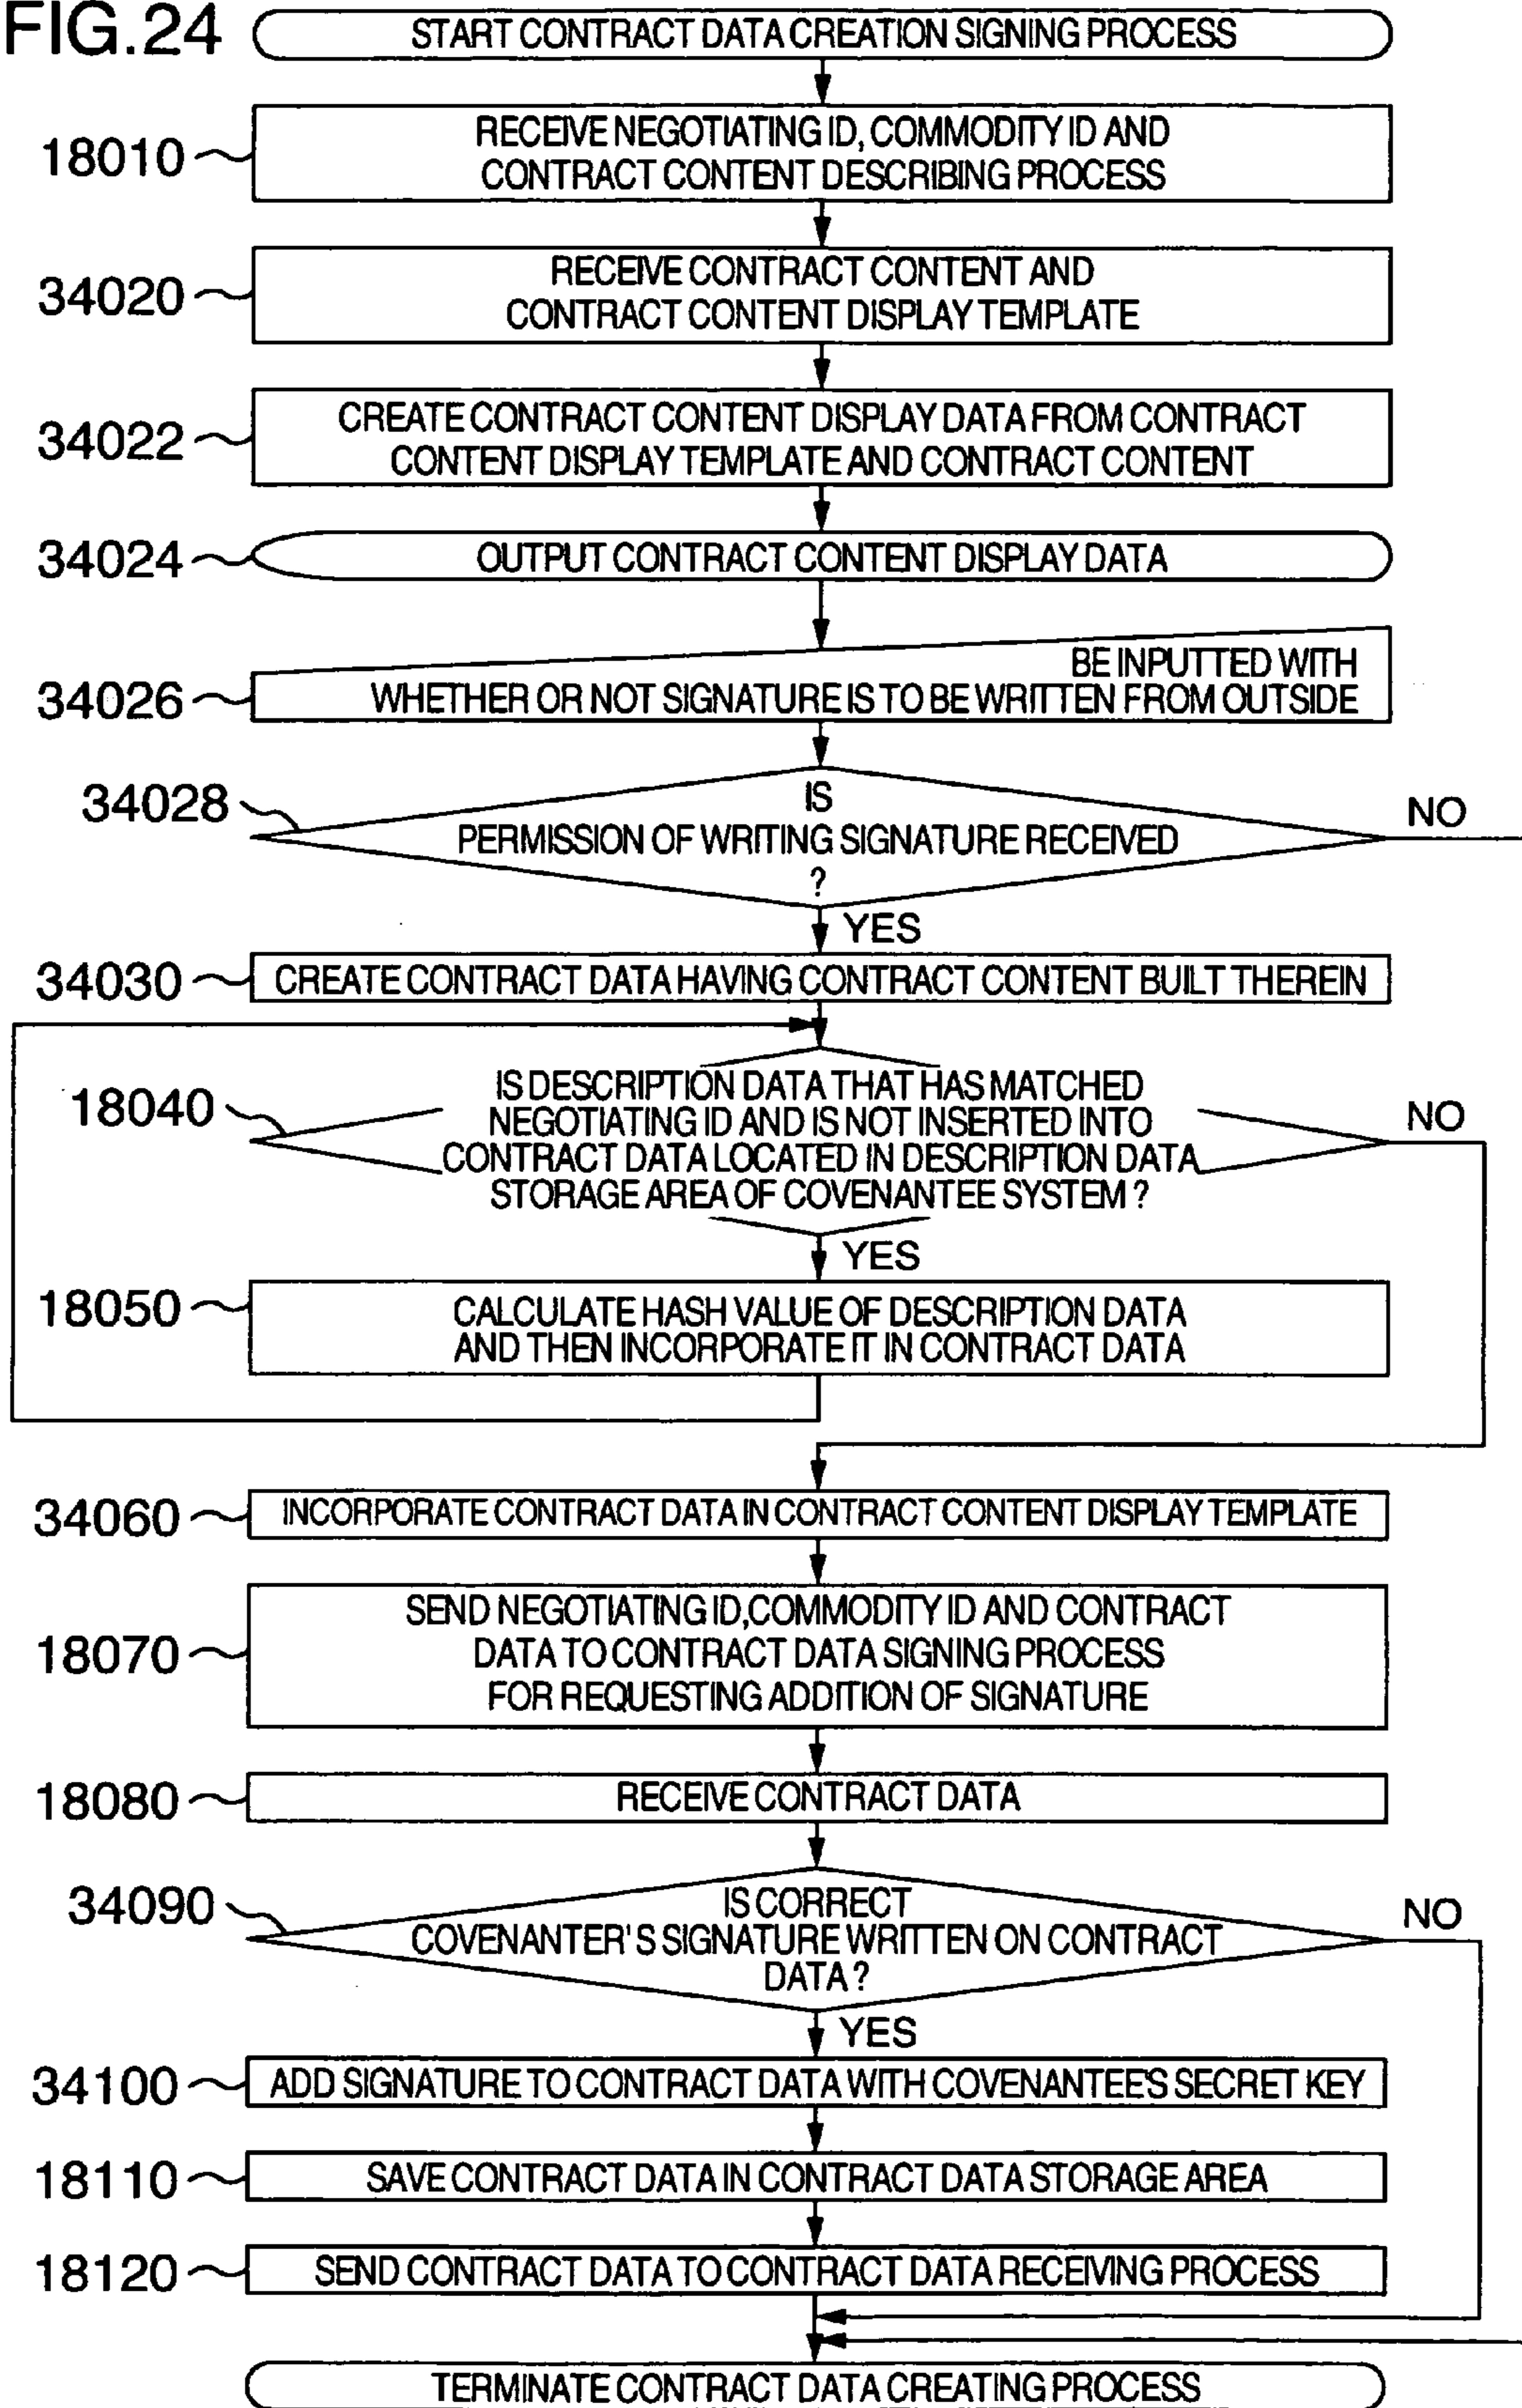 FIG.24
START CONTRACT DATA CREATION SIGNING PROCESS
18010
RECEIVE NEGOTIATING ID, COMMODITY ID AND
CONTRACT CONTENT DESCRIBING PROCESS
34020
RECEIVE CONTRACT CONTENT AND
CONTRACT CONTENT DISPLAY TEMPLATE
34022
CREATE CONTRACT CONTENT DISPLAY DATA FROM CONTRACT
CONTENT DISPLAY TEMPLATE AND CONTRACT CONTENT
34024
OUTPUT CONTRACT CONTENT DISPLAY DATA
34026
BE INPUTTED WITH
WHETHER OR NOT SIGNATURE IS TO BE WRITTEN FROM OUTSIDE
34028
IS
PERMISSION OF WRITING SIGNATURE RECEIVED
?
NO
YES
34030
CREATE CONTRACT DATA HAVING CONTRACT CONTENT BUILT THEREIN
18040
IS DESCRIPTION DATA THAT HAS MATCHED
NEGOTIATING ID AND IS NOT INSERTED INTO
CONTRACT DATA LOCATED IN DESCRIPTION DATA
STORAGE AREA OF COVENANTEE SYSTEM ?
NO
YES
18050
CALCULATE HASH VALUE OF DESCRIPTION DATA
AND THEN INCORPORATE IT IN CONTRACT DATA
34060
INCORPORATE CONTRACT DATA IN CONTRACT CONTENT DISPLAY TEMPLATE
18070
SEND NEGOTIATING ID,COMMODITY ID AND CONTRACT
DATA TO CONTRACT DATA SIGNING PROCESS
FOR REQUESTING ADDITION OF SIGNATURE
18080
RECEIVE CONTRACT DATA
34090
IS CORRECT
COVENANTER'S SIGNATURE WRITTEN ON CONTRACT
DATA ?
NO
YES
34100
ADD SIGNATURE TO CONTRACT DATA WITH COVENANTEE'S SECRET KEY
18110
SAVE CONTRACT DATA IN CONTRACT DATA STORAGE AREA
18120
SEND CONTRACT DATA TO CONTRACT DATA RECEIVING PROCESS
TERMINATE CONTRACT DATA CREATING PROCESS